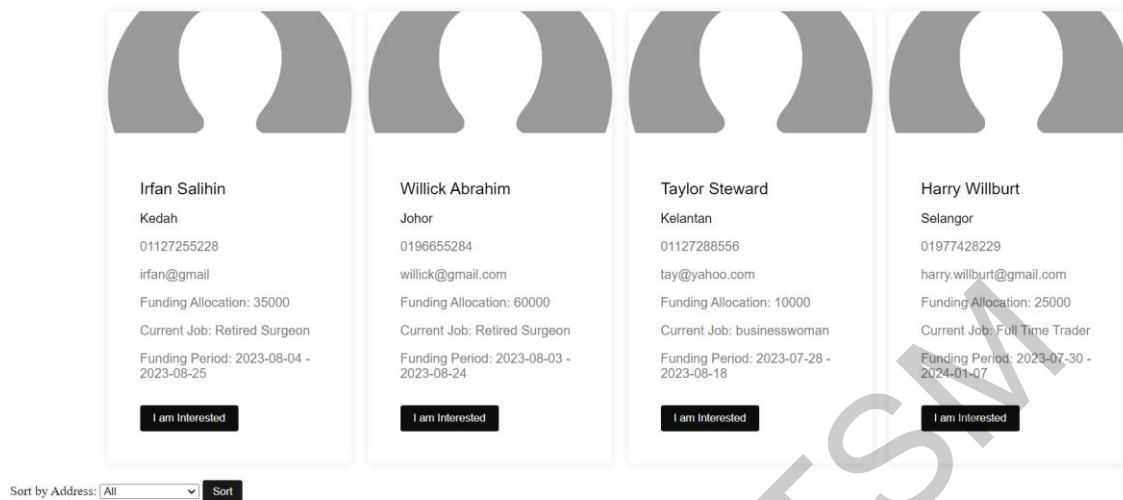 Irfan Salihin
Kedah
01127255228
irfan@gmail
Funding Allocation: 35000
Current Job: Retired Surgeon
Funding Period: 2023-08-04 -
2023-08-25
I am Interested
Willick Abrahim
Johor
0196655284
willick@gmail.com
Funding Allocation: 60000
Current Job: Retired Surgeon
Funding Period: 2023-08-03 -
2023-08-24
I am Interested
Taylor Steward
Kelantan
01127288556
tay@yahoo.com
Funding Allocation: 10000
Current Job: businesswoman
Funding Period: 2023-07-28 -
2023-08-18
I am Interested
Harry Willburt
Selangor
01977428229
harry.willburt@gmail.com
Funding Allocation: 25000
Current Job: Full Time Trader
Funding Period: 2023-07-30 -
2024-01-07
I am Interested
Sort by Address: All Sort
TSM